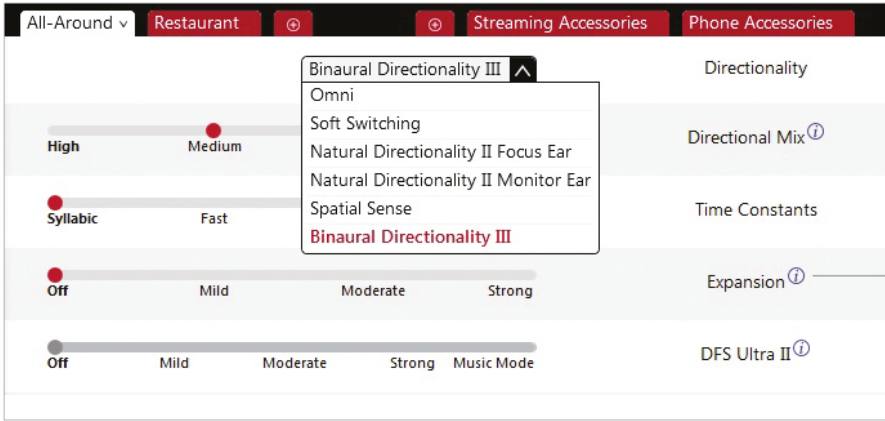 All-Around Restaurant Streaming Accessories Phone Accessories
Binaural Directionality III
Directionality
Omni
Soft Switching
Natural Directionality II Focus Ear
Natural Directionality II Monitor Ear
Spatial Sense
Binaural Directionality III
High Medium
Directional Mix i
Syllabic Fast
Time Constants
Off Mild Moderate Strong
Expansion i
Off Mild Moderate Strong Music Mode
DFS Ultra II i